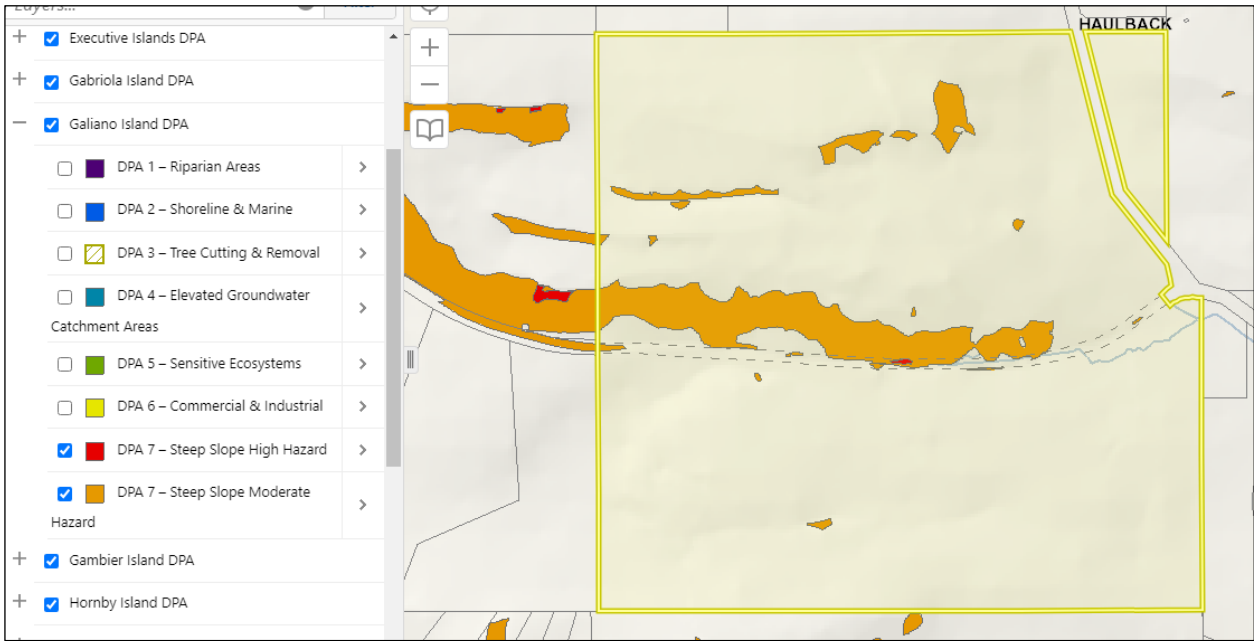 Layers...
Filter
Executive Islands DPA
Gabriola Island DPA
Galiano Island DPA
DPA 1 – Riparian Areas
DPA 2 – Shoreline & Marine
DPA 3 – Tree Cutting & Removal
DPA 4 – Elevated Groundwater
Catchment Areas
DPA 5 – Sensitive Ecosystems
DPA 6 – Commercial & Industrial
DPA 7 – Steep Slope High Hazard
DPA 7 – Steep Slope Moderate
Hazard
Gambier Island DPA
Hornby Island DPA
HAULBACK